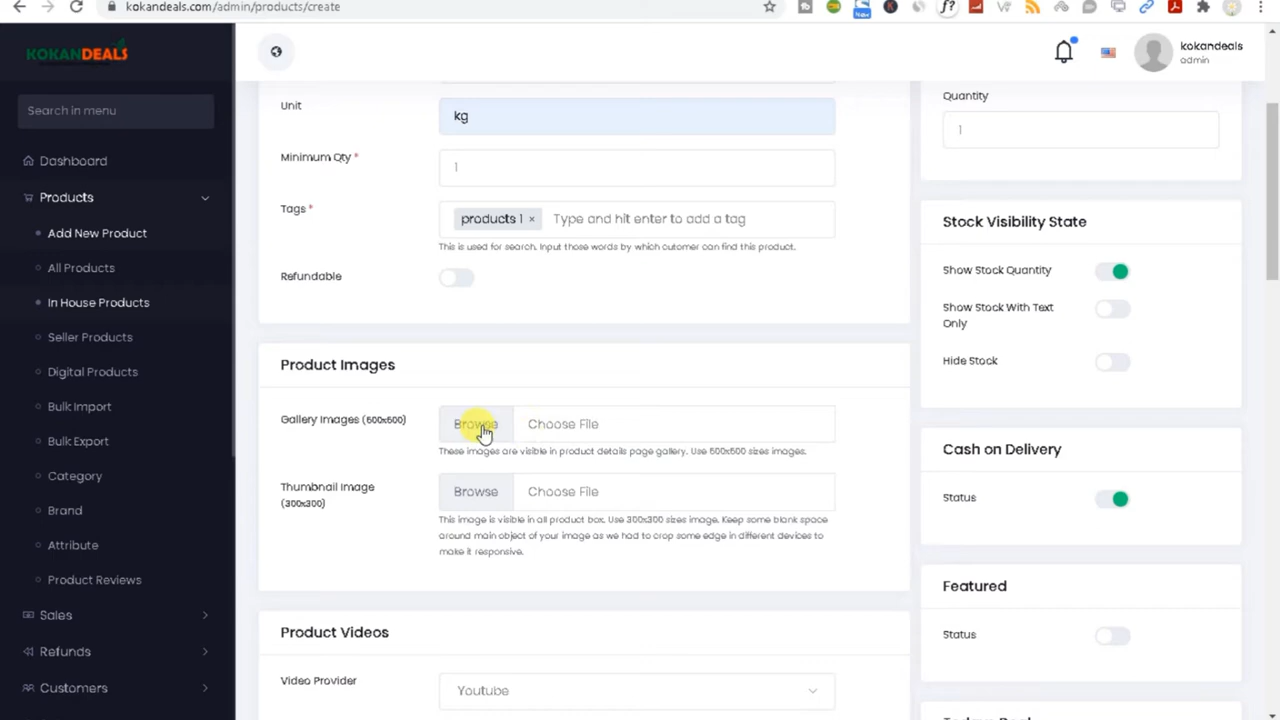 kokandeals.com/admin/products/create
KOKANDEALS
kokandeals
admin
Search in menu
Dashboard
Products
Add New Product
All Products
In House Products
Seller Products
Digital Products
Bulk Import
Bulk Export
Category
Brand
Attribute
Product Reviews
Sales
Refunds
Customers
Unit
kg
Minimum Qty *
1
Tags *
products 1 × Type and hit enter to add a tag
This is used for search. Input those words by which cutomer can find this product.
Refundable
Product Images
Gallery Images (600x600)
Browse Choose File
These images are visible in product details page gallery. Use 600x600 sizes images.
Thumbnail Image
(300x300)
Browse Choose File
This image is visible in all product box. Use 300x300 sizes image. Keep some blank space
around main object of your image as we had to crop some edge in different devices to
make it responsive.
Product Videos
Video Provider
Youtube
Quantity
1
Stock Visibility State
Show Stock Quantity
Show Stock With Text
Only
Hide Stock
Cash on Delivery
Status
Featured
Status